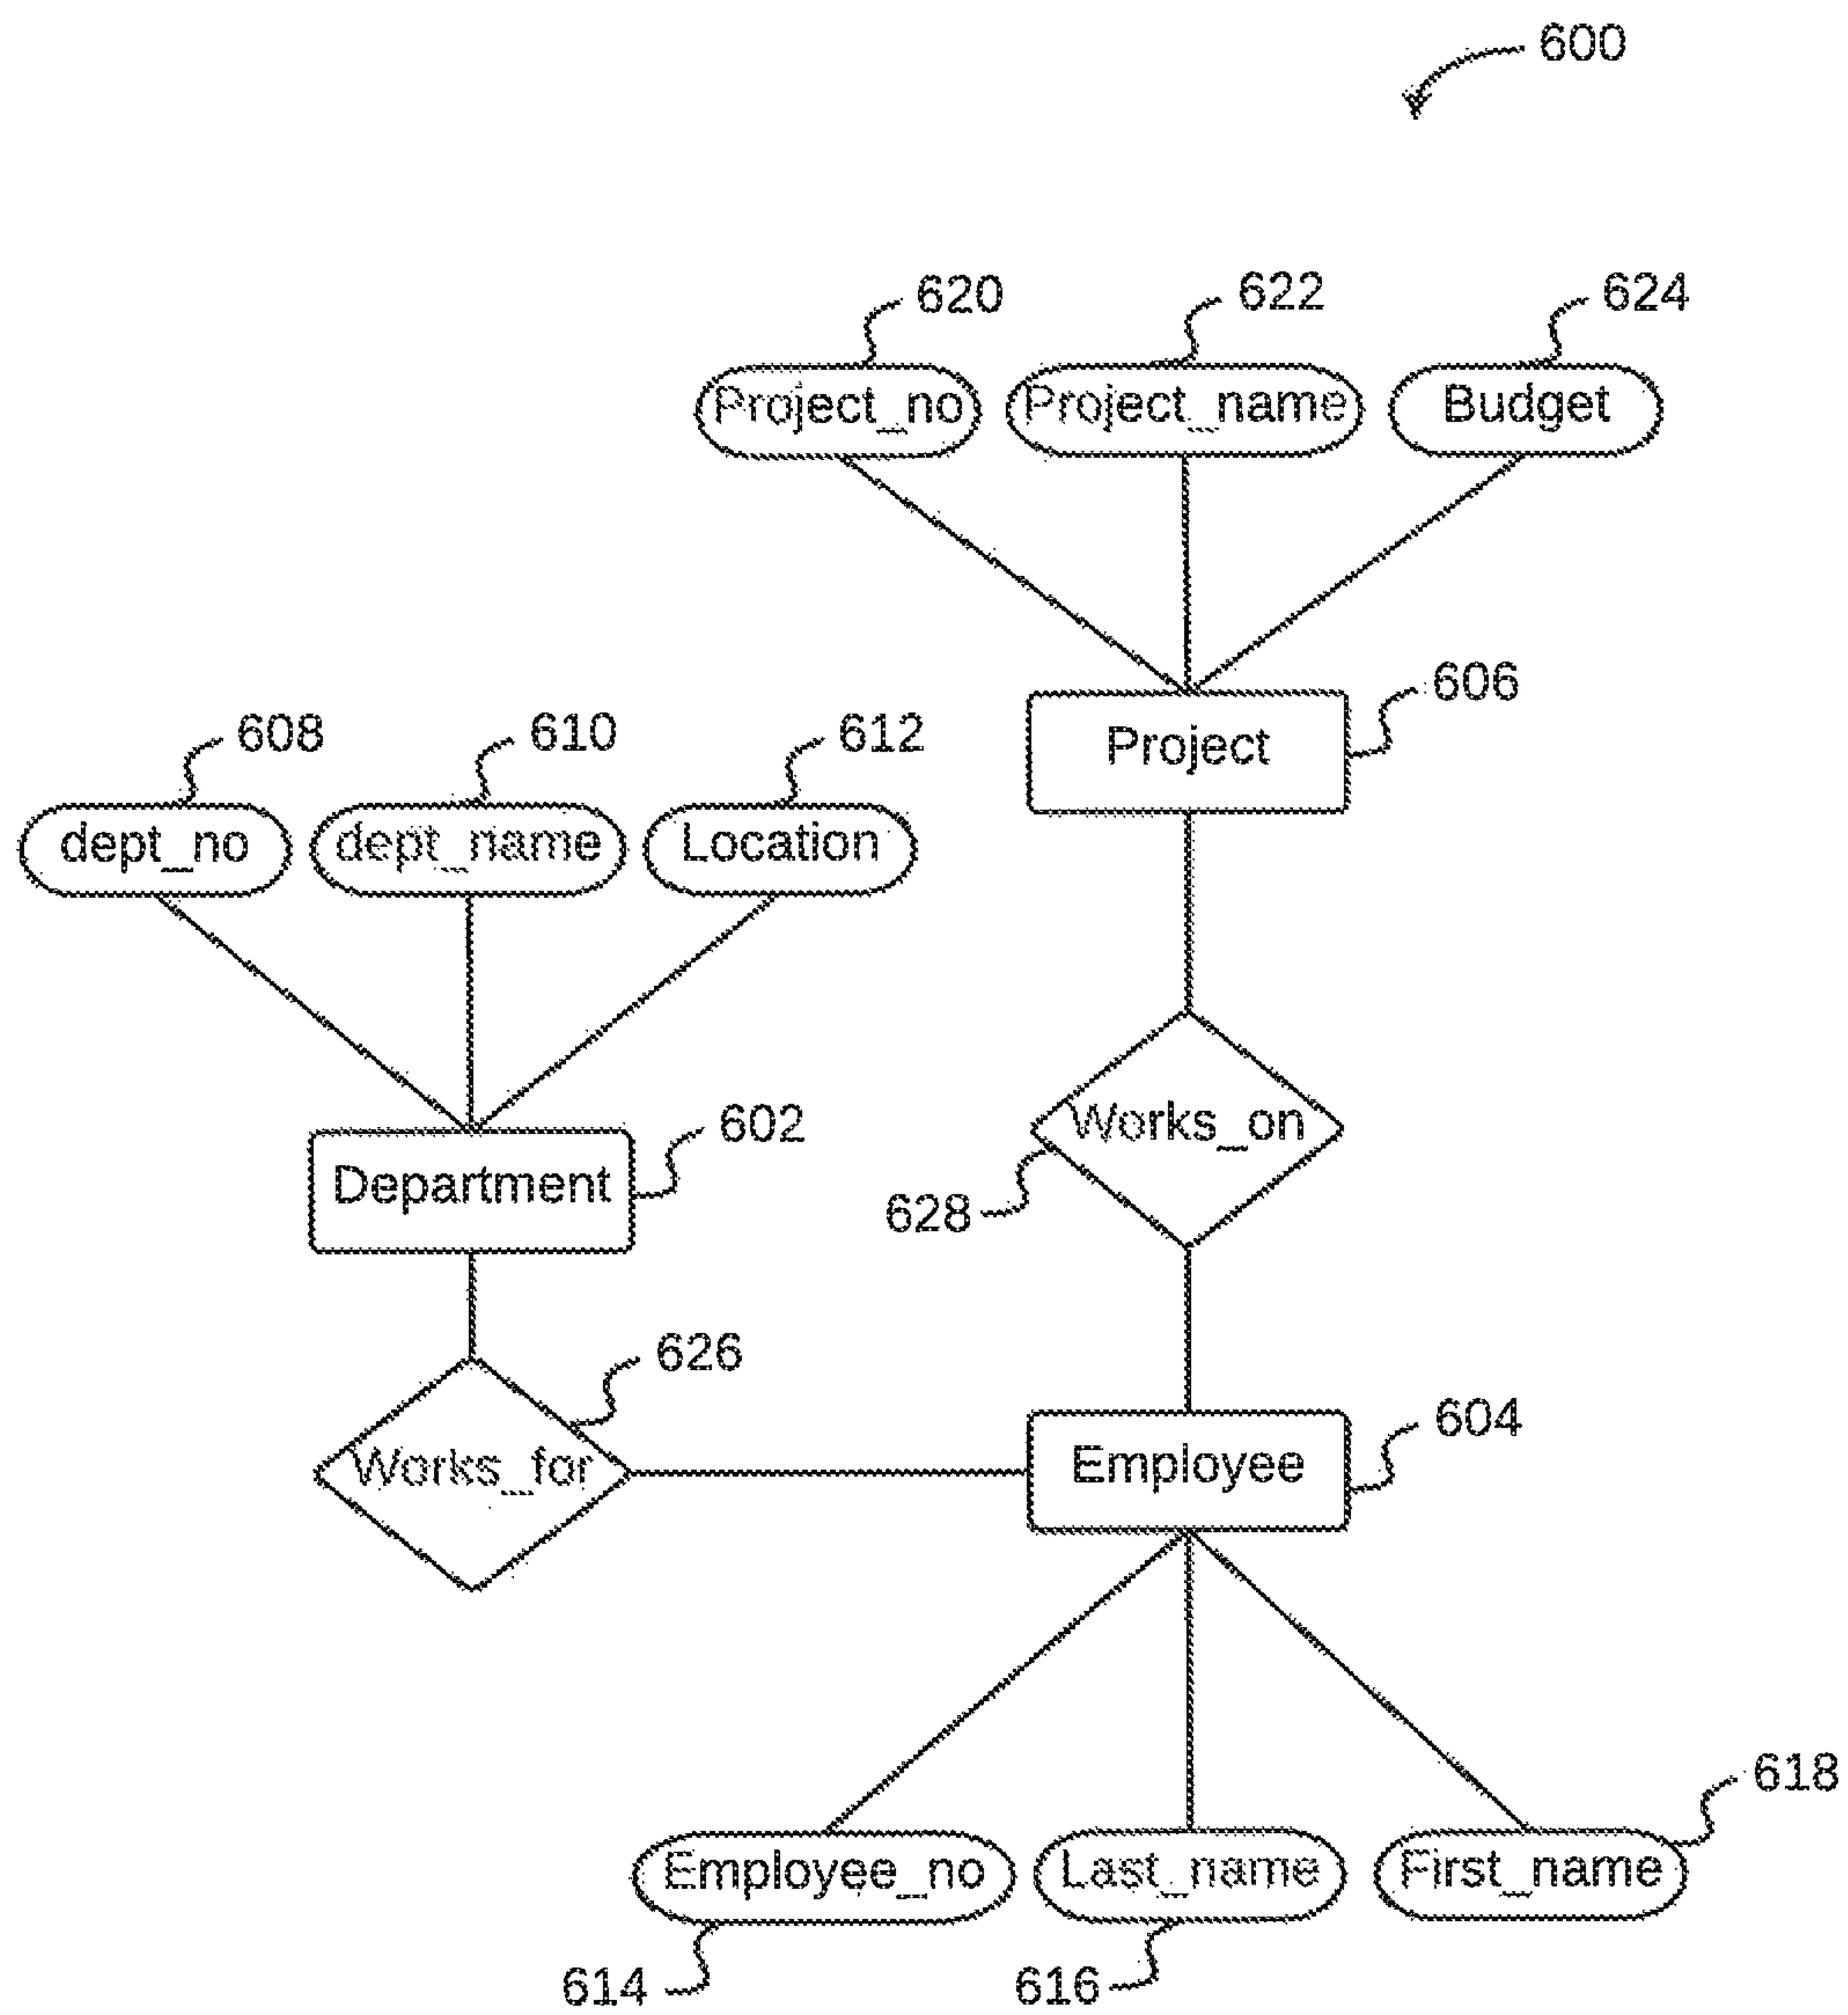 600
620 622 624
Project_no Project_name Budget
606
Project
608 610 612
dept_no dept_name Location
602
Department
Works_on
628
626
Works_for
604
Employee
618
Employee_no Last_name First_name
614 616